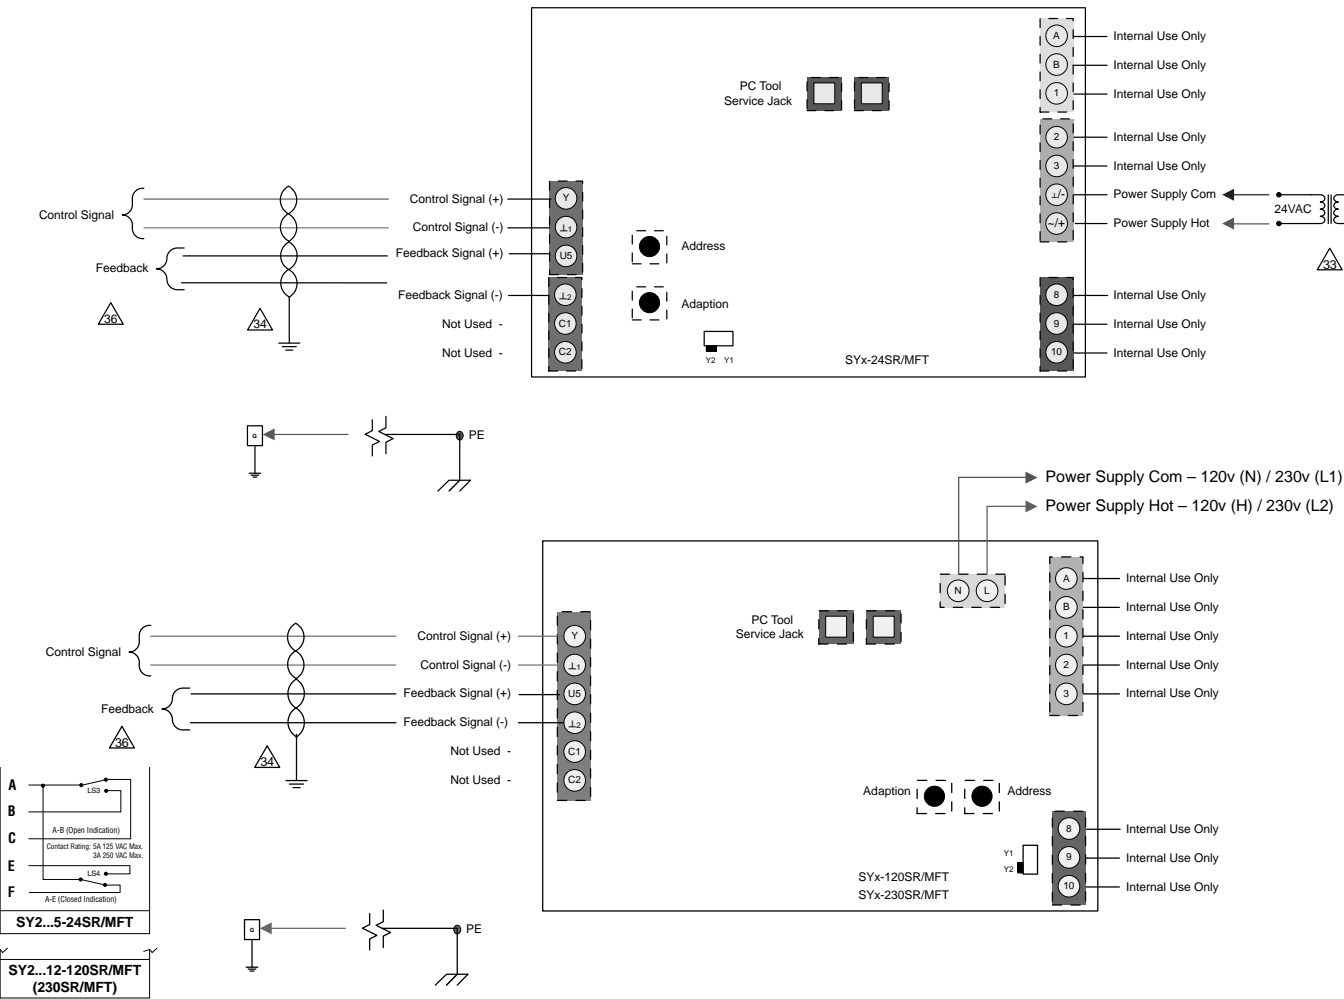 A Internal Use Only
B Internal Use Only
1 Internal Use Only
PC Tool
Service Jack
2 Internal Use Only
3 Internal Use Only
⊥/- Power Supply Com
24VAC
~/+ Power Supply Hot
33
Control Signal
Control Signal (+) Y
Control Signal (-) ⊥1
Feedback
Feedback Signal (+) U5
Feedback Signal (-) ⊥2
Not Used - C1
Not Used - C2
36
34
Address
Adaption
Y2 Y1
SYx-24SR/MFT
8 Internal Use Only
9 Internal Use Only
10 Internal Use Only
G
PE
Power Supply Com – 120v (N) / 230v (L1)
Power Supply Hot – 120v (H) / 230v (L2)
N L
A Internal Use Only
B Internal Use Only
1 Internal Use Only
2 Internal Use Only
3 Internal Use Only
PC Tool
Service Jack
Control Signal
Control Signal (+) Y
Control Signal (-) ⊥1
Feedback
Feedback Signal (+) U5
Feedback Signal (-) ⊥2
Not Used - C1
Not Used - C2
36
34
Adaption
Address
Y1
Y2
8 Internal Use Only
9 Internal Use Only
10 Internal Use Only
SYx-120SR/MFT
SYx-230SR/MFT
A
LS3
B
A-B (Open Indication)
C
Contact Rating: 5A 125 VAC Max.
3A 250 VAC Max.
E
LS4
F
A-E (Closed Indication)
SY2...5-24SR/MFT
SY2...12-120SR/MFT
(230SR/MFT)
G
PE